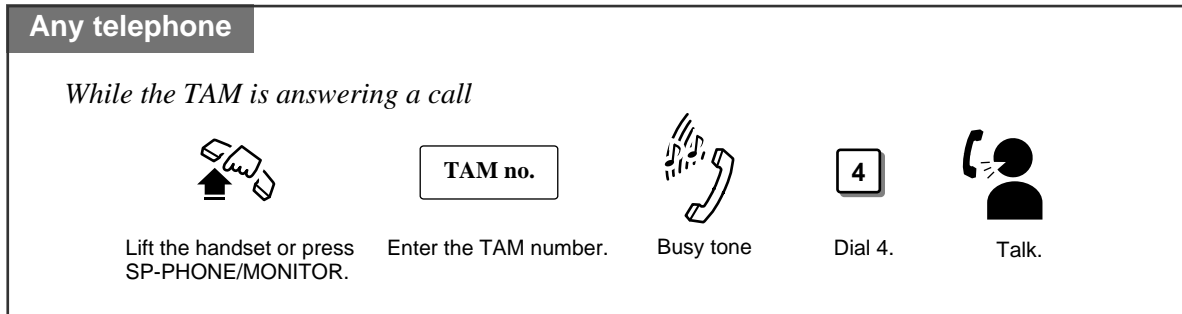 Any telephone
While the TAM is answering a call
TAM no.
4
Lift the handset or press
SP-PHONE/MONITOR.
Enter the TAM number.
Busy tone
Dial 4.
Talk.